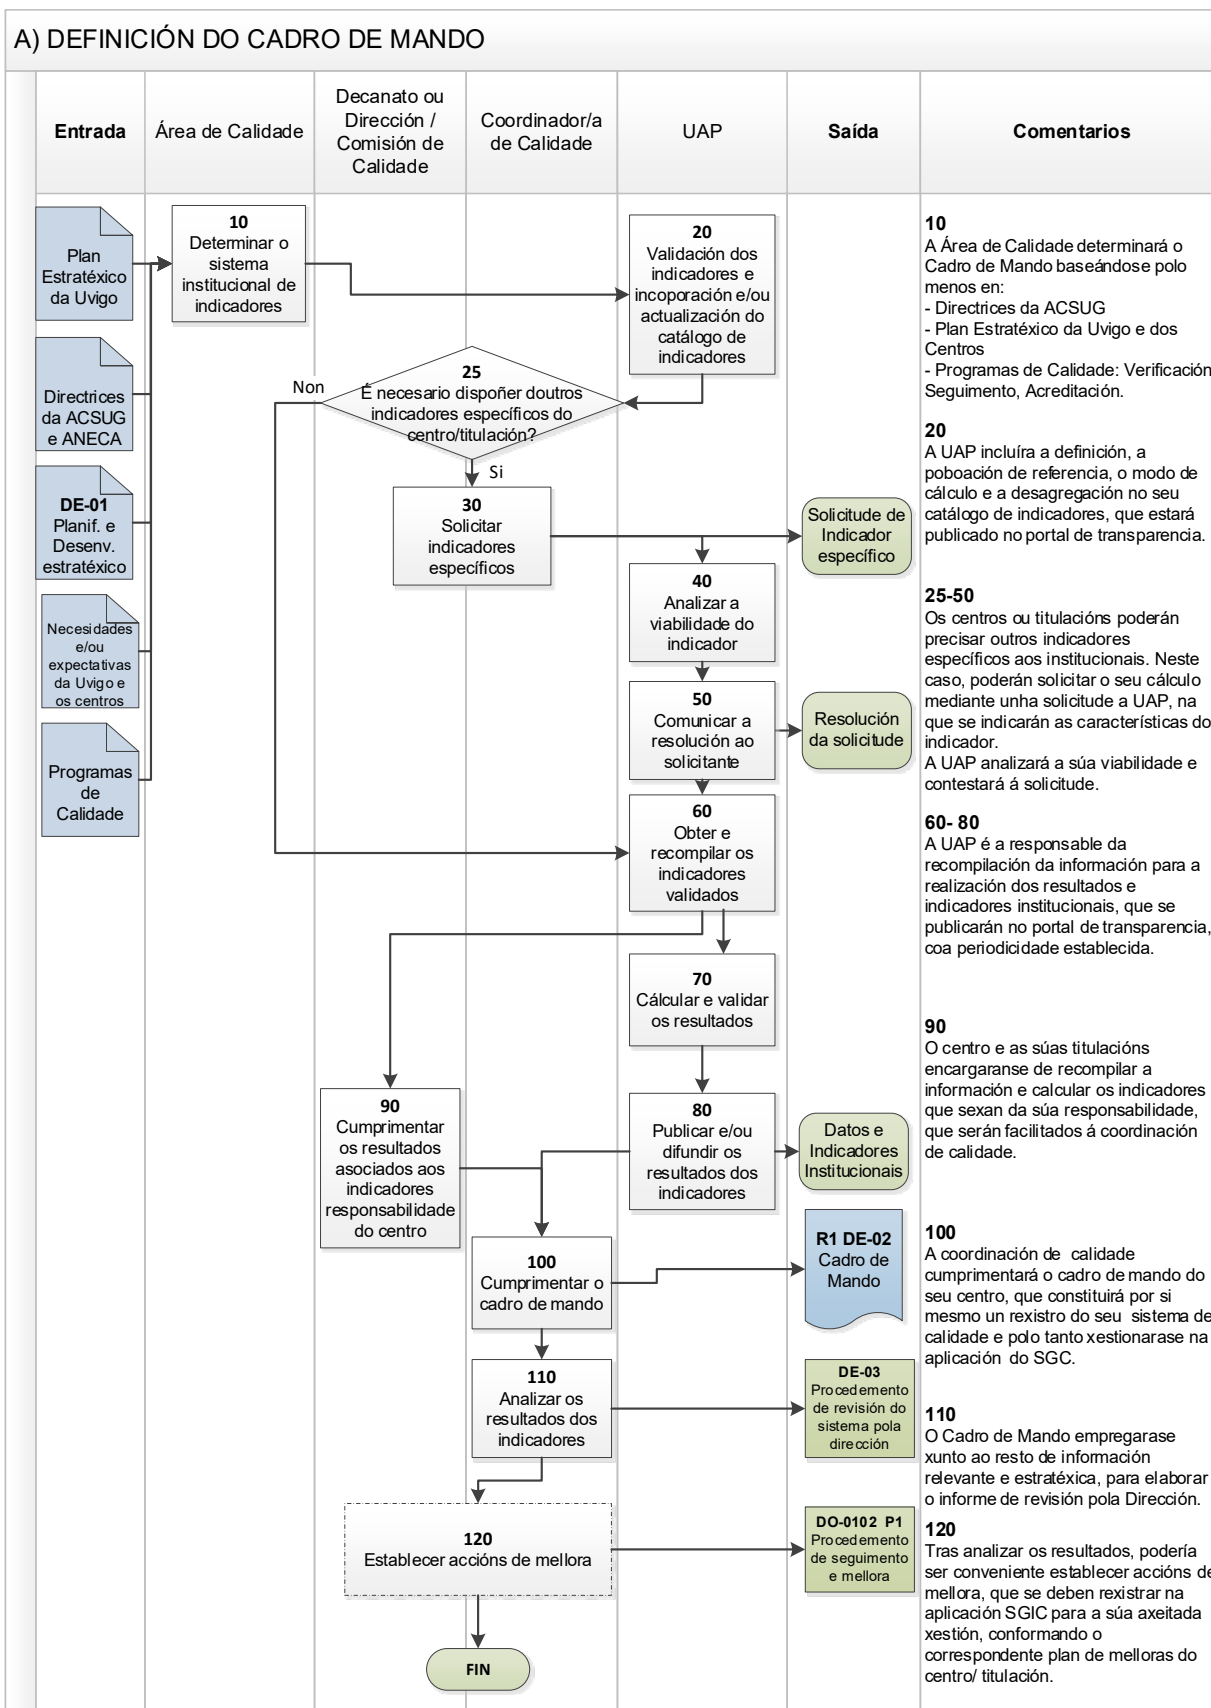 A) DEFINICIÓN DO CADRO DE MANDO
Entrada
Área de Calidade
Decanato ou
Dirección /
Comisión de
Calidade
Coordinador/a
de Calidade
UAP
Saída
Comentarios
Plan
Estratéxico
da Uvigo
Directrices
da ACSUG
e ANECA
DE-01
Planif. e
Desenv.
estratéxico
Necesidades
e/ou
expectativas
da Uvigo e
os centros
Programas
de
Calidade
10
Determinar o
sistema
institucional de
indicadores
20
Validación dos
indicadores e
incoporación e/ou
actualización do
catálogo de
indicadores
25
É necesario dispoñer doutros
indicadores específicos do
centro/titulación?
Non
Si
30
Solicitar
indicadores
específicos
Solicitude de
Indicador
específico
40
Analizar a
viabilidade do
indicador
50
Comunicar a
resolución ao
solicitante
Resolución
da solicitude
60
Obter e
recompilar os
indicadores
validados
70
Cálcular e validar
os resultados
80
Publicar e/ou
difundir os
resultados dos
indicadores
Datos e
Indicadores
Institucionais
90
Cumprimentar
os resultados
asociados aos
indicadores
responsabilidade
do centro
100
Cumprimentar o
cadro de mando
R1 DE-02
Cadro de
Mando
110
Analizar os
resultados dos
indicadores
DE-03
Procedemento
de revisión do
sistema pola
dirección
120
Establecer accións de mellora
DO-0102 P1
Procedemento
de seguimento
e mellora
FIN
10
A Área de Calidade determinará o
Cadro de Mando baseándose polo
menos en:
- Directrices da ACSUG
- Plan Estratéxico da Uvigo e dos
Centros
- Programas de Calidade: Verificación
Seguimento, Acreditación.
20
A UAP incluíra a definición, a
poboación de referencia, o modo de
cálculo e a desagregación no seu
catálogo de indicadores, que estará
publicado no portal de transparencia.
25-50
Os centros ou titulacións poderán
precisar outros indicadores
específicos aos institucionais. Neste
caso, poderán solicitar o seu cálculo
mediante unha solicitude a UAP, na
que se indicarán as características do
indicador.
A UAP analizará a súa viabilidade e
contestará á solicitude.
60- 80
A UAP é a responsable da
recompilación da información para a
realización dos resultados e
indicadores institucionais, que se
publicarán no portal de transparencia,
coa periodicidade establecida.
90
O centro e as súas titulacións
encargaranse de recompilar a
información e calcular os indicadores
que sexan da súa responsabilidade,
que serán facilitados á coordinación
de calidade.
100
A coordinación de calidade
cumprimentará o cadro de mando do
seu centro, que constituirá por si
mesmo un rexistro do seu sistema de
calidade e polo tanto xestionarase na
aplicación do SGC.
110
O Cadro de Mando empregarase
xunto ao resto de información
relevante e estratéxica, para elaborar
o informe de revisión pola Dirección.
120
Tras analizar os resultados, podería
ser conveniente establecer accións de
mellora, que se deben rexistrar na
aplicación SGIC para a súa axeitada
xestión, conformando o
correspondente plan de melloras do
centro/ titulación.